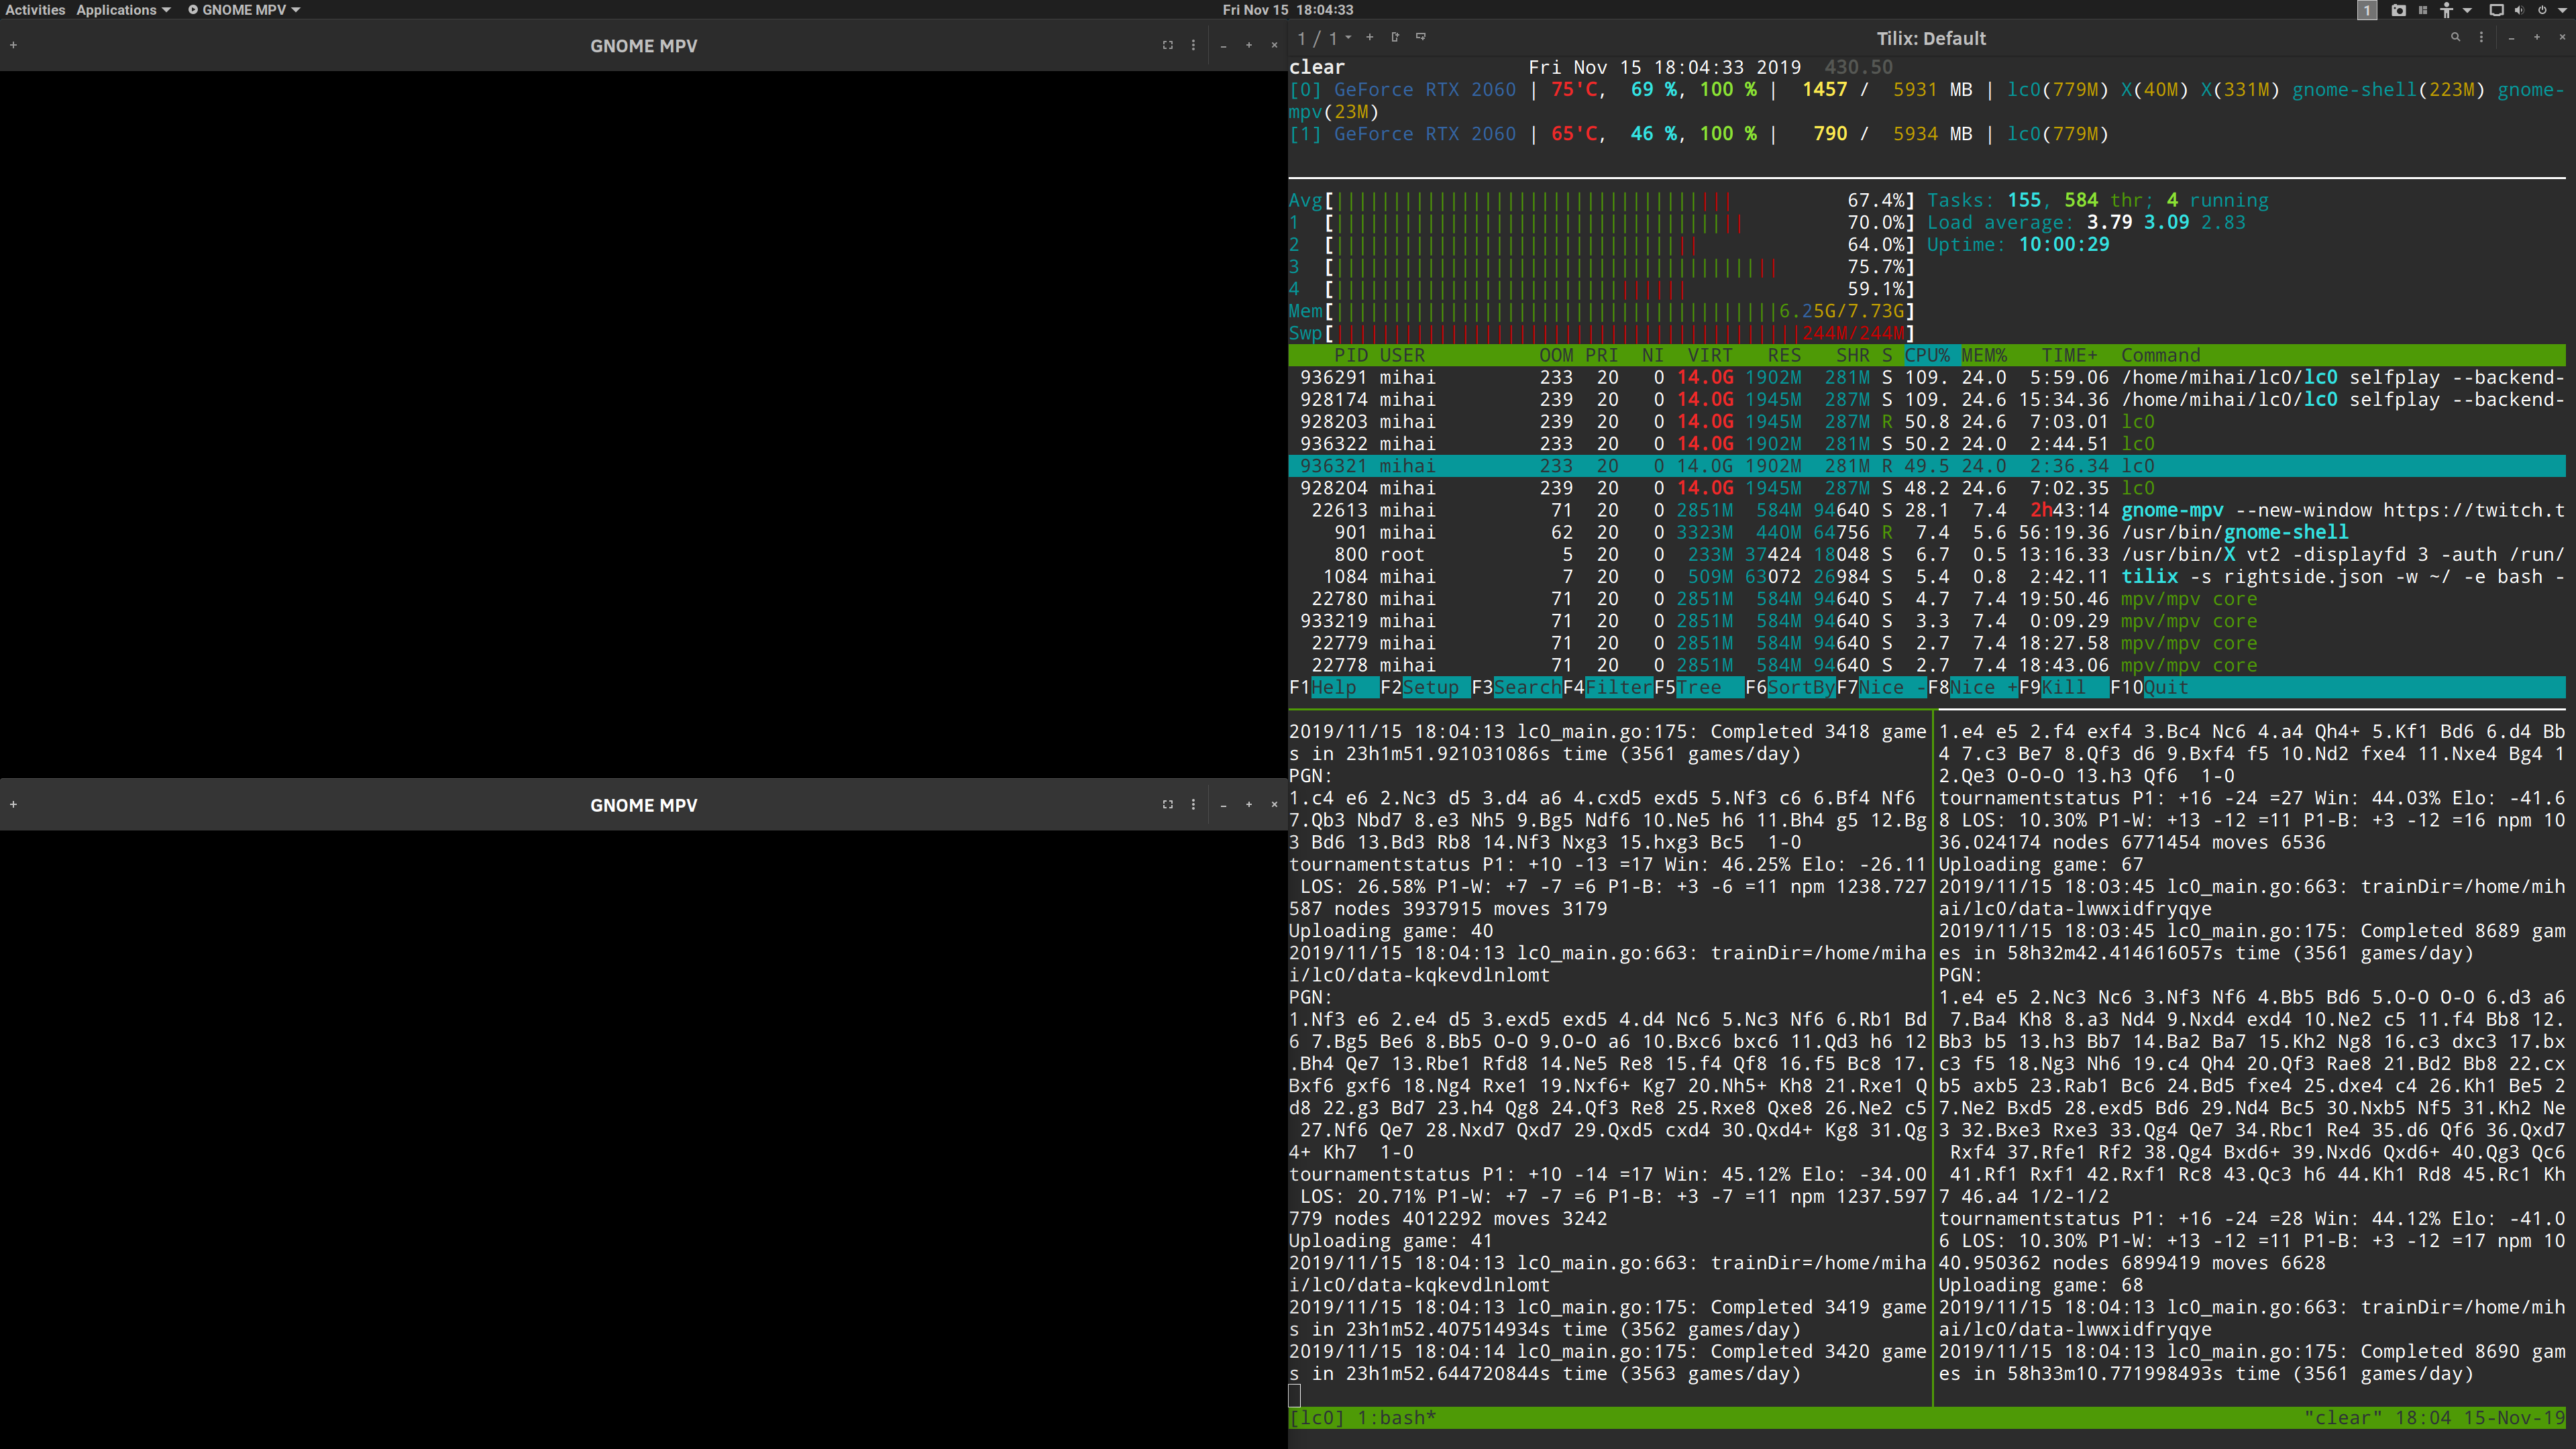 Activities Applications GNOME MPV Fri Nov 15 18:04:33 1
GNOME MPV
GNOME MPV
1 / 1 Tilix: Default
clear Fri Nov 15 18:04:33 2019 430.50
[0] GeForce RTX 2060 | 75'C, 69 %, 100 % | 1457 / 5931 MB | lc0(779M) X(40M) X(331M) gnome-shell(223M) gnome-
mpv(23M)
[1] GeForce RTX 2060 | 65'C, 46 %, 100 % | 790 / 5934 MB | lc0(779M)
Avg[ 67.4%] Tasks: 155, 584 thr; 4 running
1 [ 70.0%] Load average: 3.79 3.09 2.83
2 [ 64.0%] Uptime: 10:00:29
3 [ 75.7%]
4 [ 59.1%]
Mem[ 6.25G/7.73G]
Swp[ 244M/244M]
PID USER OOM PRI NI VIRT RES SHR S CPU% MEM% TIME+ Command
936291 mihai 233 20 0 14.0G 1902M 281M S 109. 24.0 5:59.06 /home/mihai/lc0/lc0 selfplay --backend-
928174 mihai 239 20 0 14.0G 1945M 287M S 109. 24.6 15:34.36 /home/mihai/lc0/lc0 selfplay --backend-
928203 mihai 239 20 0 14.0G 1945M 287M R 50.8 24.6 7:03.01 lc0
936322 mihai 233 20 0 14.0G 1902M 281M S 50.2 24.0 2:44.51 lc0
936321 mihai 233 20 0 14.0G 1902M 281M R 49.5 24.0 2:36.34 lc0
928204 mihai 239 20 0 14.0G 1945M 287M S 48.2 24.6 7:02.35 lc0
22613 mihai 71 20 0 2851M 584M 94640 S 28.1 7.4 2h43:14 gnome-mpv --new-window https://twitch.t
901 mihai 62 20 0 3323M 440M 64756 R 7.4 5.6 56:19.36 /usr/bin/gnome-shell
800 root 5 20 0 233M 37424 18048 S 6.7 0.5 13:16.33 /usr/bin/X vt2 -displayfd 3 -auth /run/
1084 mihai 7 20 0 509M 63072 26984 S 5.4 0.8 2:42.11 tilix -s rightside.json -w ~/ -e bash -
22780 mihai 71 20 0 2851M 584M 94640 S 4.7 7.4 19:50.46 mpv/mpv core
933219 mihai 71 20 0 2851M 584M 94640 S 3.3 7.4 0:09.29 mpv/mpv core
22779 mihai 71 20 0 2851M 584M 94640 S 2.7 7.4 18:27.58 mpv/mpv core
22778 mihai 71 20 0 2851M 584M 94640 S 2.7 7.4 18:43.06 mpv/mpv core
F1Help F2Setup F3SearchF4FilterF5Tree F6SortByF7Nice -F8Nice +F9Kill F10Quit
2019/11/15 18:04:13 lc0_main.go:175: Completed 3418 game
s in 23h1m51.921031086s time (3561 games/day)
PGN:
1.c4 e6 2.Nc3 d5 3.d4 a6 4.cxd5 exd5 5.Nf3 c6 6.Bf4 Nf6
7.Qb3 Nbd7 8.e3 Nh5 9.Bg5 Ndf6 10.Ne5 h6 11.Bh4 g5 12.Bg
3 Bd6 13.Bd3 Rb8 14.Nf3 Nxg3 15.hxg3 Bc5 1-0
tournamentstatus P1: +10 -13 =17 Win: 46.25% Elo: -26.11
LOS: 26.58% P1-W: +7 -7 =6 P1-B: +3 -6 =11 npm 1238.727
587 nodes 3937915 moves 3179
Uploading game: 40
2019/11/15 18:04:13 lc0_main.go:663: trainDir=/home/miha
i/lc0/data-kqkevdlnlomt
PGN:
1.Nf3 e6 2.e4 d5 3.exd5 exd5 4.d4 Nc6 5.Nc3 Nf6 6.Rb1 Bd
6 7.Bg5 Be6 8.Bb5 O-O 9.O-O a6 10.Bxc6 bxc6 11.Qd3 h6 12
.Bh4 Qe7 13.Rbe1 Rfd8 14.Ne5 Re8 15.f4 Qf8 16.f5 Bc8 17.
Bxf6 gxf6 18.Ng4 Rxe1 19.Nxf6+ Kg7 20.Nh5+ Kh8 21.Rxe1 Q
d8 22.g3 Bd7 23.h4 Qg8 24.Qf3 Re8 25.Rxe8 Qxe8 26.Ne2 c5
27.Nf6 Qe7 28.Nxd7 Qxd7 29.Qxd5 cxd4 30.Qxd4+ Kg8 31.Qg
4+ Kh7 1-0
tournamentstatus P1: +10 -14 =17 Win: 45.12% Elo: -34.00
LOS: 20.71% P1-W: +7 -7 =6 P1-B: +3 -7 =11 npm 1237.597
779 nodes 4012292 moves 3242
Uploading game: 41
2019/11/15 18:04:13 lc0_main.go:663: trainDir=/home/miha
i/lc0/data-kqkevdlnlomt
2019/11/15 18:04:13 lc0_main.go:175: Completed 3419 game
s in 23h1m52.407514934s time (3562 games/day)
2019/11/15 18:04:14 lc0_main.go:175: Completed 3420 game
s in 23h1m52.644720844s time (3563 games/day)
1.e4 e5 2.f4 exf4 3.Bc4 Nc6 4.a4 Qh4+ 5.Kf1 Bd6 6.d4 Bb
4 7.c3 Be7 8.Qf3 d6 9.Bxf4 f5 10.Nd2 fxe4 11.Nxe4 Bg4 1
2.Qe3 O-O-O 13.h3 Qf6 1-0
tournamentstatus P1: +16 -24 =27 Win: 44.03% Elo: -41.6
8 LOS: 10.30% P1-W: +13 -12 =11 P1-B: +3 -12 =16 npm 10
36.024174 nodes 6771454 moves 6536
Uploading game: 67
2019/11/15 18:03:45 lc0_main.go:663: trainDir=/home/mih
ai/lc0/data-lwwxidfryqye
2019/11/15 18:03:45 lc0_main.go:175: Completed 8689 gam
es in 58h32m42.414616057s time (3561 games/day)
PGN:
1.e4 e5 2.Nc3 Nc6 3.Nf3 Nf6 4.Bb5 Bd6 5.O-O O-O 6.d3 a6
7.Ba4 Kh8 8.a3 Nd4 9.Nxd4 exd4 10.Ne2 c5 11.f4 Bb8 12.
Bb3 b5 13.h3 Bb7 14.Ba2 Ba7 15.Kh2 Ng8 16.c3 dxc3 17.bx
c3 f5 18.Ng3 Nh6 19.c4 Qh4 20.Qf3 Rae8 21.Bd2 Bb8 22.cx
b5 axb5 23.Rab1 Bc6 24.Bd5 fxe4 25.dxe4 c4 26.Kh1 Be5 2
7.Ne2 Bxd5 28.exd5 Bd6 29.Nd4 Bc5 30.Nxb5 Nf5 31.Kh2 Ne
3 32.Bxe3 Rxe3 33.Qg4 Qe7 34.Rbc1 Re4 35.d6 Qf6 36.Qxd7
Rxf4 37.Rfe1 Rf2 38.Qg4 Bxd6+ 39.Nxd6 Qxd6+ 40.Qg3 Qc6
41.Rf1 Rxf1 42.Rxf1 Rc8 43.Qc3 h6 44.Kh1 Rd8 45.Rc1 Kh
7 46.a4 1/2-1/2
tournamentstatus P1: +16 -24 =28 Win: 44.12% Elo: -41.0
6 LOS: 10.30% P1-W: +13 -12 =11 P1-B: +3 -12 =17 npm 10
40.950362 nodes 6899419 moves 6628
Uploading game: 68
2019/11/15 18:04:13 lc0_main.go:663: trainDir=/home/mih
ai/lc0/data-lwwxidfryqye
2019/11/15 18:04:13 lc0_main.go:175: Completed 8690 gam
es in 58h33m10.771998493s time (3561 games/day)
[lc0] 1:bash* "clear" 18:04 15-Nov-19